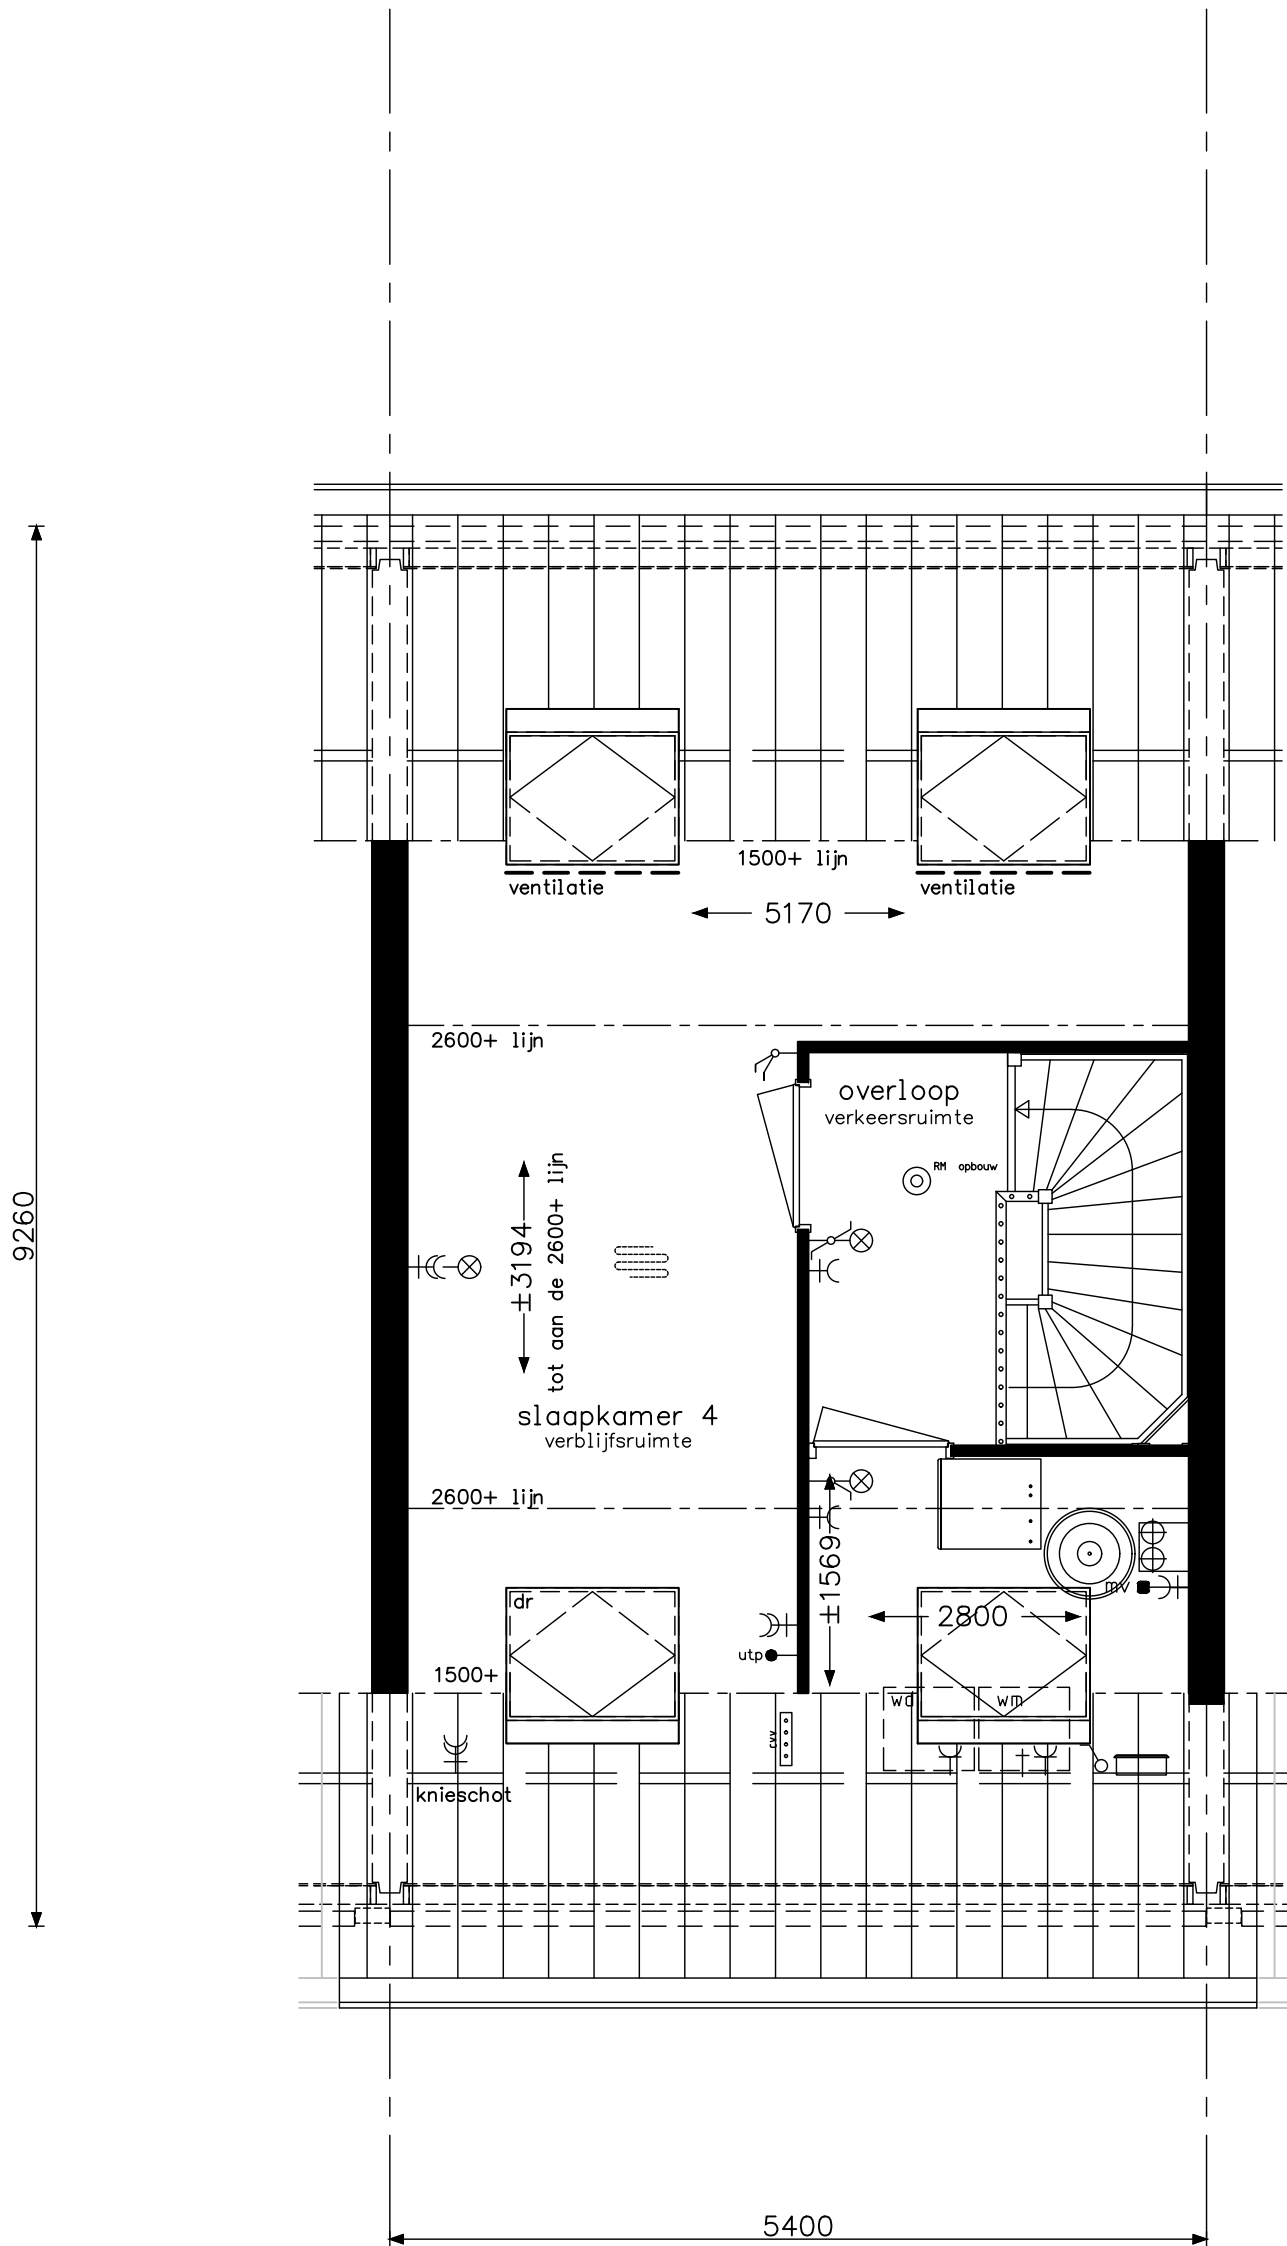 1500+ lijn
ventilatie
ventilatie
5170
2600+ lijn
overloop
verkeersruimte
RM opbouw
9260
±3194
tot aan de 2600+ lijn
slaapkamer 4
verblijfsruimte
2600+ lijn
±1569
mv
dr
2800
utp
1500+
wd
wm
rvv
knieschot
5400